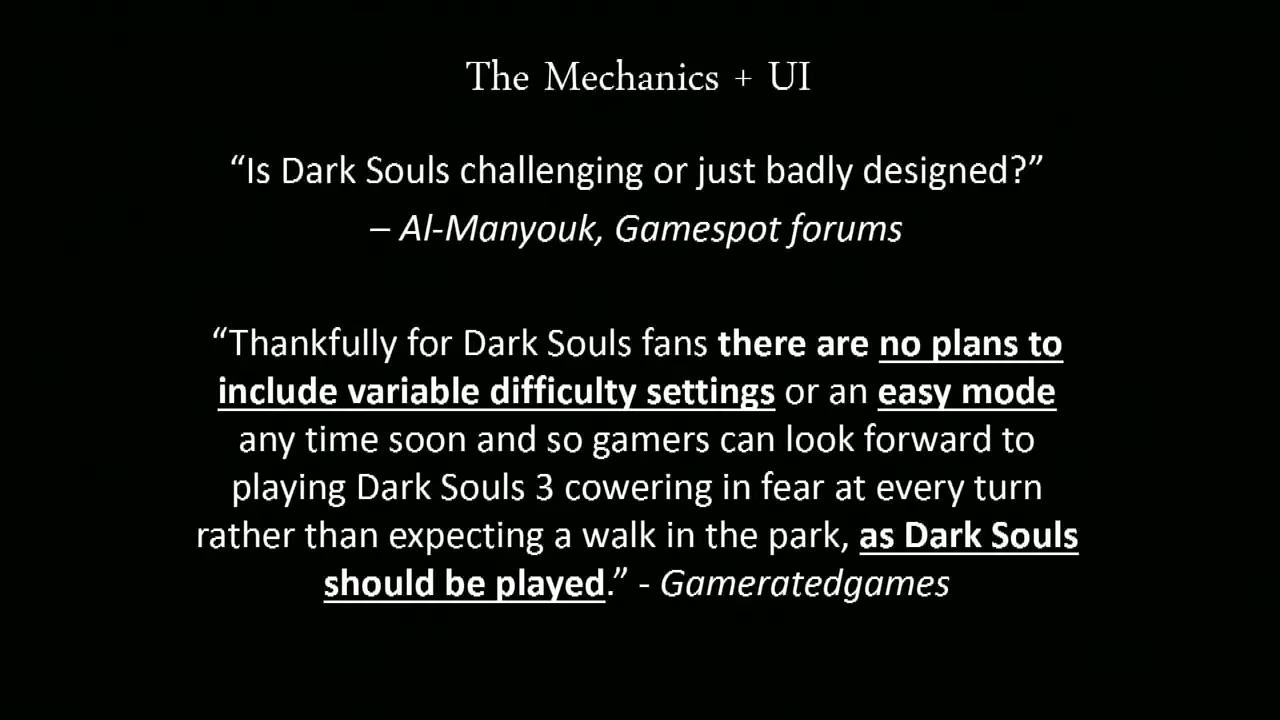 The Mechanics + UI
“Is Dark Souls challenging or just badly designed?”
– Al-Manyouk, Gamespot forums
“Thankfully for Dark Souls fans there are no plans to
include variable difficulty settings or an easy mode
any time soon and so gamers can look forward to
playing Dark Souls 3 cowering in fear at every turn
rather than expecting a walk in the park, as Dark Souls
should be played.” - Gameratedgames